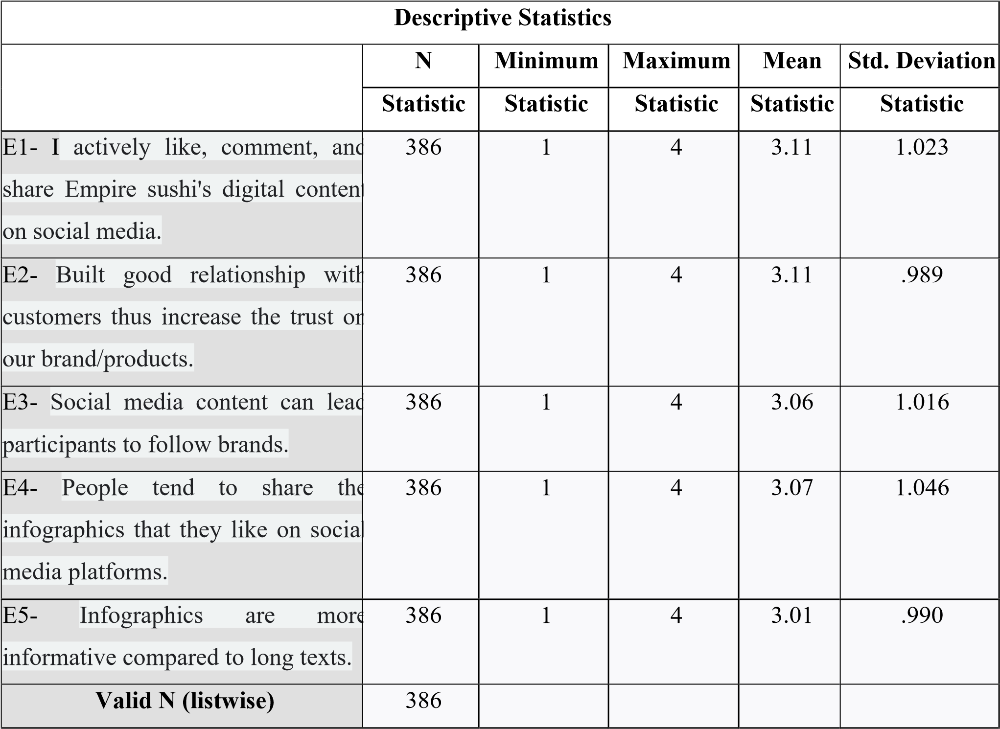 Descriptive Statistics
N Minimum Maximum Mean Std. Deviation
Statistic Statistic Statistic Statistic Statistic
E1- I actively like, comment, and 386 1 4 3.11 1.023
share Empire sushi's digital content
on social media.
E2- Built good relationship with 386 1 4 3.11 .989
customers thus increase the trust on
our brand/products.
E3- Social media content can lead 386 1 4 3.06 1.016
participants to follow brands.
E4- People tend to share the 386 1 4 3.07 1.046
infographics that they like on social
media platforms.
E5- Infographics are more 386 1 4 3.01 .990
informative compared to long texts.
Valid N (listwise) 386